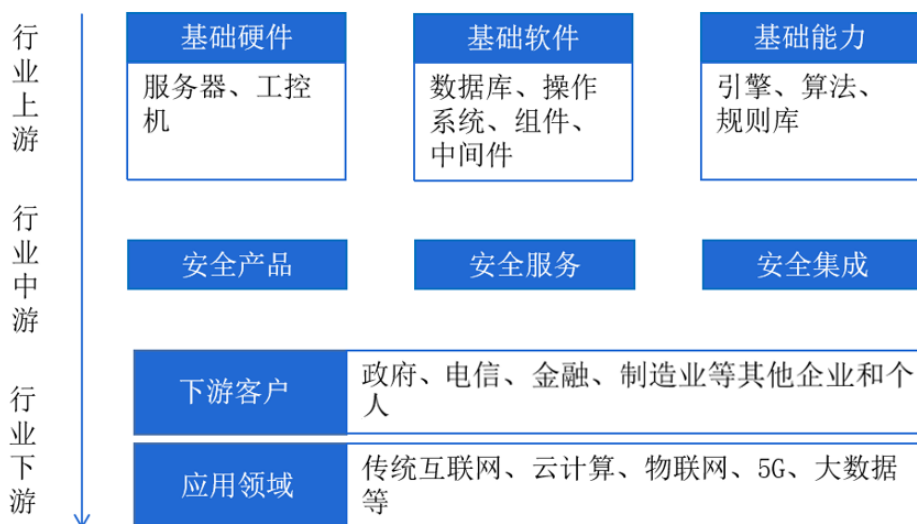 行业上游
基础硬件
服务器、工控
机
基础软件
数据库、操作
系统、组件、
中间件
基础能力
引擎、算法、
规则库
行业中游
安全产品
安全服务
安全集成
行业下游
下游客户
政府、电信、金融、制造业等其他企业和个
人
应用领域
传统互联网、云计算、物联网、5G、大数据
等